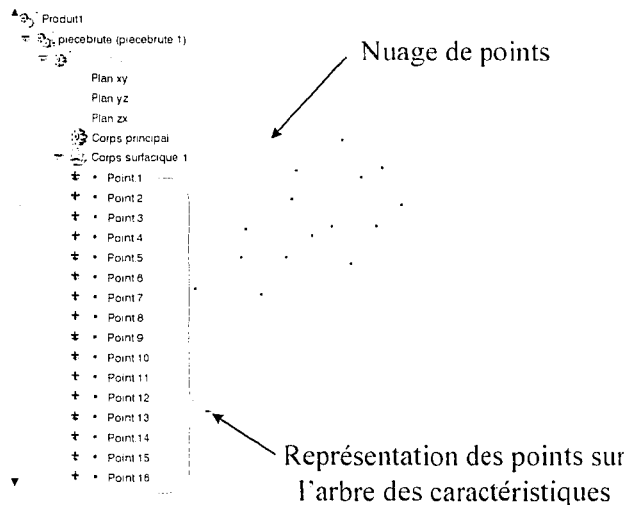 Produit1
piecebrute (piecebrute 1)
Plan xy
Plan yz
Plan zx
Corps principal
Corps surfacique 1
Point 1
Point 2
Point 3
Point 4
Point 5
Point 6
Point 7
Point 8
Point 9
Point 10
Point 11
Point 12
Point 13
Point 14
Point 15
Point 16
Nuage de points
Représentation des points sur
l'arbre des caractéristiques